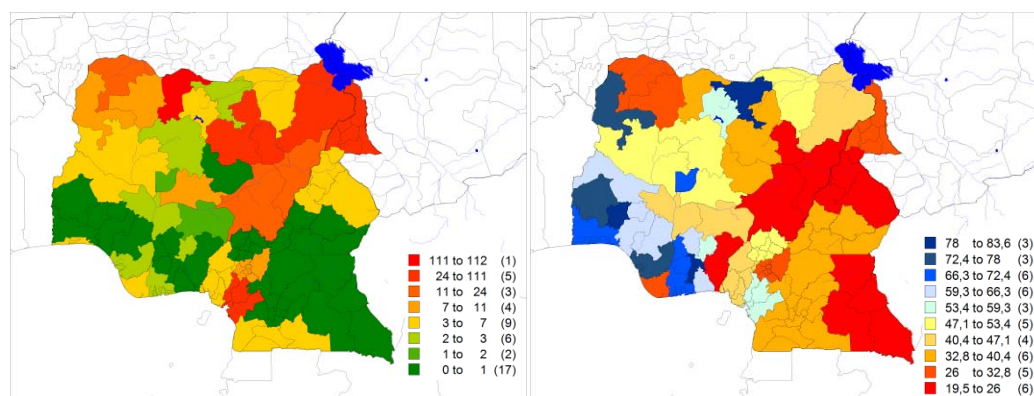 111 to 112 (1)
24 to 111 (5)
11 to 24 (3)
7 to 11 (4)
3 to 7 (9)
2 to 3 (6)
1 to 2 (2)
0 to 1 (17)
78 to 83,6 (3)
72,4 to 78 (3)
66,3 to 72,4 (6)
59,3 to 66,3 (6)
53,4 to 59,3 (3)
47,1 to 53,4 (5)
40,4 to 47,1 (4)
32,8 to 40,4 (6)
26 to 32,8 (5)
19,5 to 26 (6)